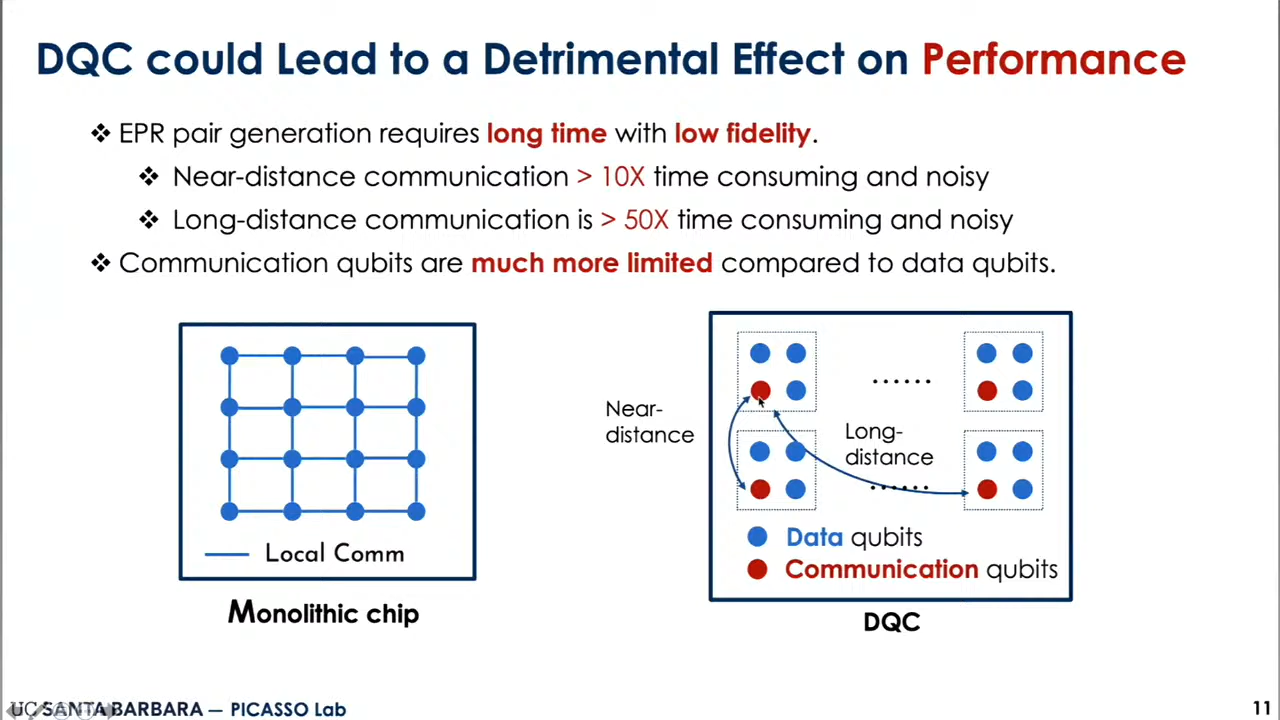 DQC could Lead to a Detrimental Effect on Performance
❖ EPR pair generation requires long time with low fidelity.
❖ Near-distance communication > 10X time consuming and noisy
❖ Long-distance communication is > 50X time consuming and noisy
❖ Communication qubits are much more limited compared to data qubits.
Local Comm
Monolithic chip
Near-
distance
......
Long-
distance
......
Data qubits
Communication qubits
DQC
UC SANTA BARBARA — PICASSO Lab
11